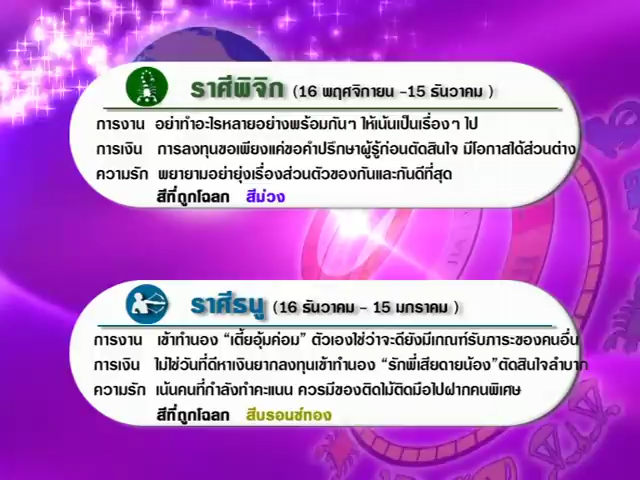 ราศีพิจิก (16 พฤศจิกายน -15 ธันวาคม )
การงาน อย่าทำอะไรหลายอย่างพร้อมกันๆ ให้เน้นเป็นเรื่องๆ ไป
การเงิน การลงทุนขอเพียงแค่ขอคำปรึกษาผู้รู้ก่อนตัดสินใจ มีโอกาสได้ส่วนต่าง
ความรัก พยายามอย่ายุ่งเรื่องส่วนตัวของกันและกันดีที่สุด
สีที่ถูกโฉลก สีม่วง
ราศีธนู (16 ธันวาคม - 15 มกราคม )
การงาน เข้าทำนอง “เตี้ยอุ้มค่อม” ตัวเองใช่ว่าจะดียังมีเกณฑ์รับภาระของคนอื่น
การเงิน ไม่ใช่วันที่ดีหาเงินยากลงทุนเข้าทำนอง “รักพี่เสียดายน้อง”ตัดสินใจลำบาก
ความรัก เน้นคนที่กำลังทำคะแนน ควรมีของติดไม้ติดมือไปฝากคนพิเศษ
สีที่ถูกโฉลก สีบรอนซ์ทอง